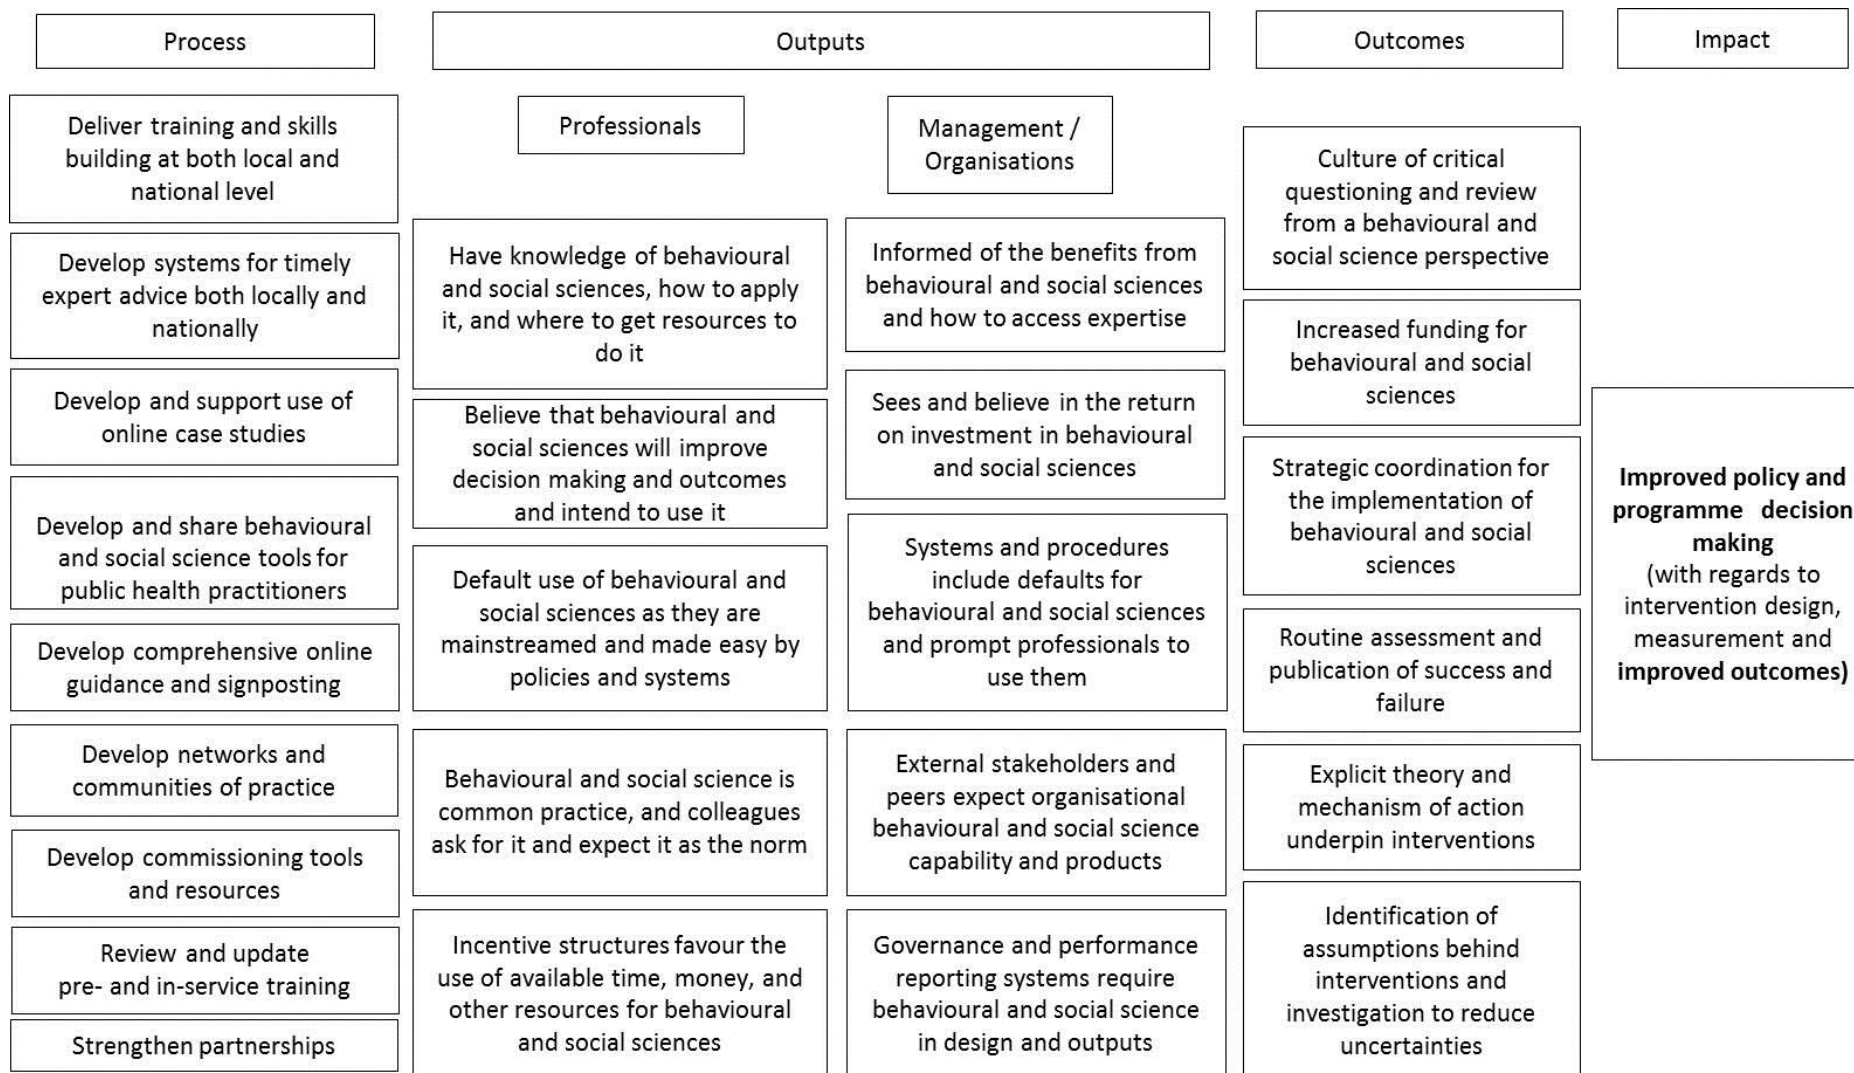 Process
Outputs
Outcomes
Impact
Deliver training and skills
building at both local and
national level
Develop systems for timely
expert advice both locally and
nationally
Develop and support use of
online case studies
Develop and share behavioural
and social science tools for
public health practitioners
Develop comprehensive online
guidance and signposting
Develop networks and
communities of practice
Develop commissioning tools
and resources
Review and update
pre- and in-service training
Strengthen partnerships
Professionals
Have knowledge of behavioural
and social sciences, how to apply
it, and where to get resources to
do it
Believe that behavioural and
social sciences will improve
decision making and outcomes
and intend to use it
Default use of behavioural and
social sciences as they are
mainstreamed and made easy by
policies and systems
Behavioural and social science is
common practice, and colleagues
ask for it and expect it as the norm
Incentive structures favour the
use of available time, money, and
other resources for behavioural
and social sciences
Management /
Organisations
Informed of the benefits from
behavioural and social sciences
and how to access expertise
Sees and believe in the return
on investment in behavioural
and social sciences
Systems and procedures
include defaults for
behavioural and social sciences
and prompt professionals to
use them
External stakeholders and
peers expect organisational
behavioural and social science
capability and products
Governance and performance
reporting systems require
behavioural and social science
in design and outputs
Culture of critical
questioning and review
from a behavioural and
social science perspective
Increased funding for
behavioural and social
sciences
Strategic coordination for
the implementation of
behavioural and social
sciences
Routine assessment and
publication of success and
failure
Explicit theory and
mechanism of action
underpin interventions
Identification of
assumptions behind
interventions and
investigation to reduce
uncertainties
Improved policy and
programme decision
making
(with regards to
intervention design,
measurement and
improved outcomes)